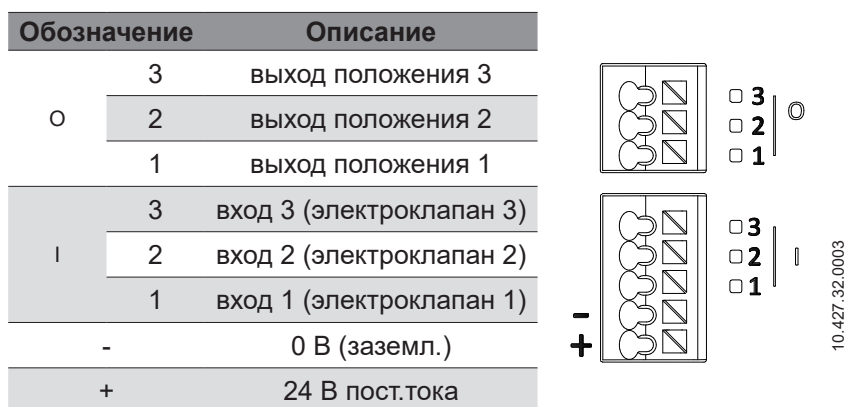 Обозначение Описание
O
3 выход положения 3
2 выход положения 2
1 выход положения 1
I
3 вход 3 (электроклапан 3)
2 вход 2 (электроклапан 2)
1 вход 1 (электроклапан 1)
- 0 В (заземл.)
+ 24 В пост.тока
3
2
1
O
3
2
1
I
-
+
10.427.32.0003